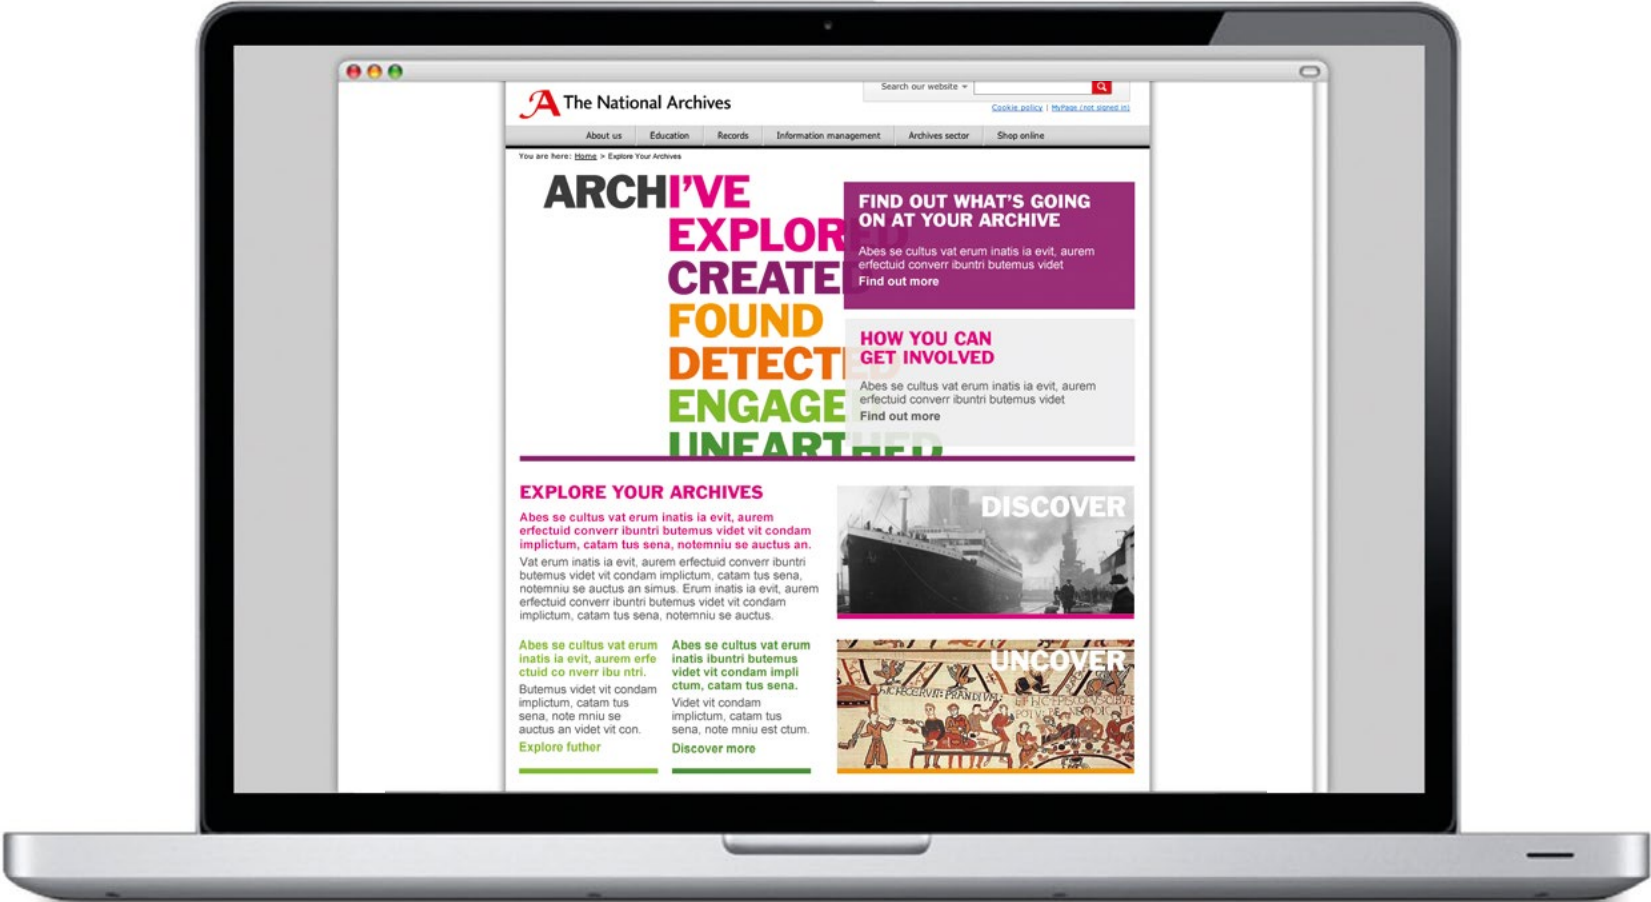 The National Archives
Search our website
Cookie policy | MyPage (not signed in)
About us Education Records Information management Archives sector Shop online
You are here: Home > Explore Your Archives
ARCHI'VE
EXPLORED
CREATED
FOUND
DETECTED
ENGAGE
UNEARTHED
FIND OUT WHAT'S GOING
ON AT YOUR ARCHIVE
Abes se cultus vat erum inatis ia evit, aurem
erfectuid converr ibuntri butemus videt
Find out more
HOW YOU CAN
GET INVOLVED
Abes se cultus vat erum inatis ia evit, aurem
erfectuid converr ibuntri butemus videt
Find out more
EXPLORE YOUR ARCHIVES
Abes se cultus vat erum inatis ia evit, aurem
erfectuid converr ibuntri butemus videt vit condam
implictum, catam tus sena, notemniu se auctus an.
Vat erum inatis ia evit, aurem erfectuid converr ibuntri
butemus videt vit condam implictum, catam tus sena,
notemniu se auctus an simus. Erum inatis ia evit, aurem
erfectuid converr ibuntri butemus videt vit condam
implictum, catam tus sena, notemniu se auctus.
Abes se cultus vat erum
inatis ia evit, aurem erfe
ctuid co nverr ibu ntri.
Butemus videt vit condam
implictum, catam tus
sena, note mniu se
auctus an videt vit con.
Explore futher
Abes se cultus vat erum
inatis ibuntri butemus
videt vit condam impli
ctum, catam tus sena.
Videt vit condam
implictum, catam tus
sena, note mniu est ctum.
Discover more
DISCOVER
UNCOVER